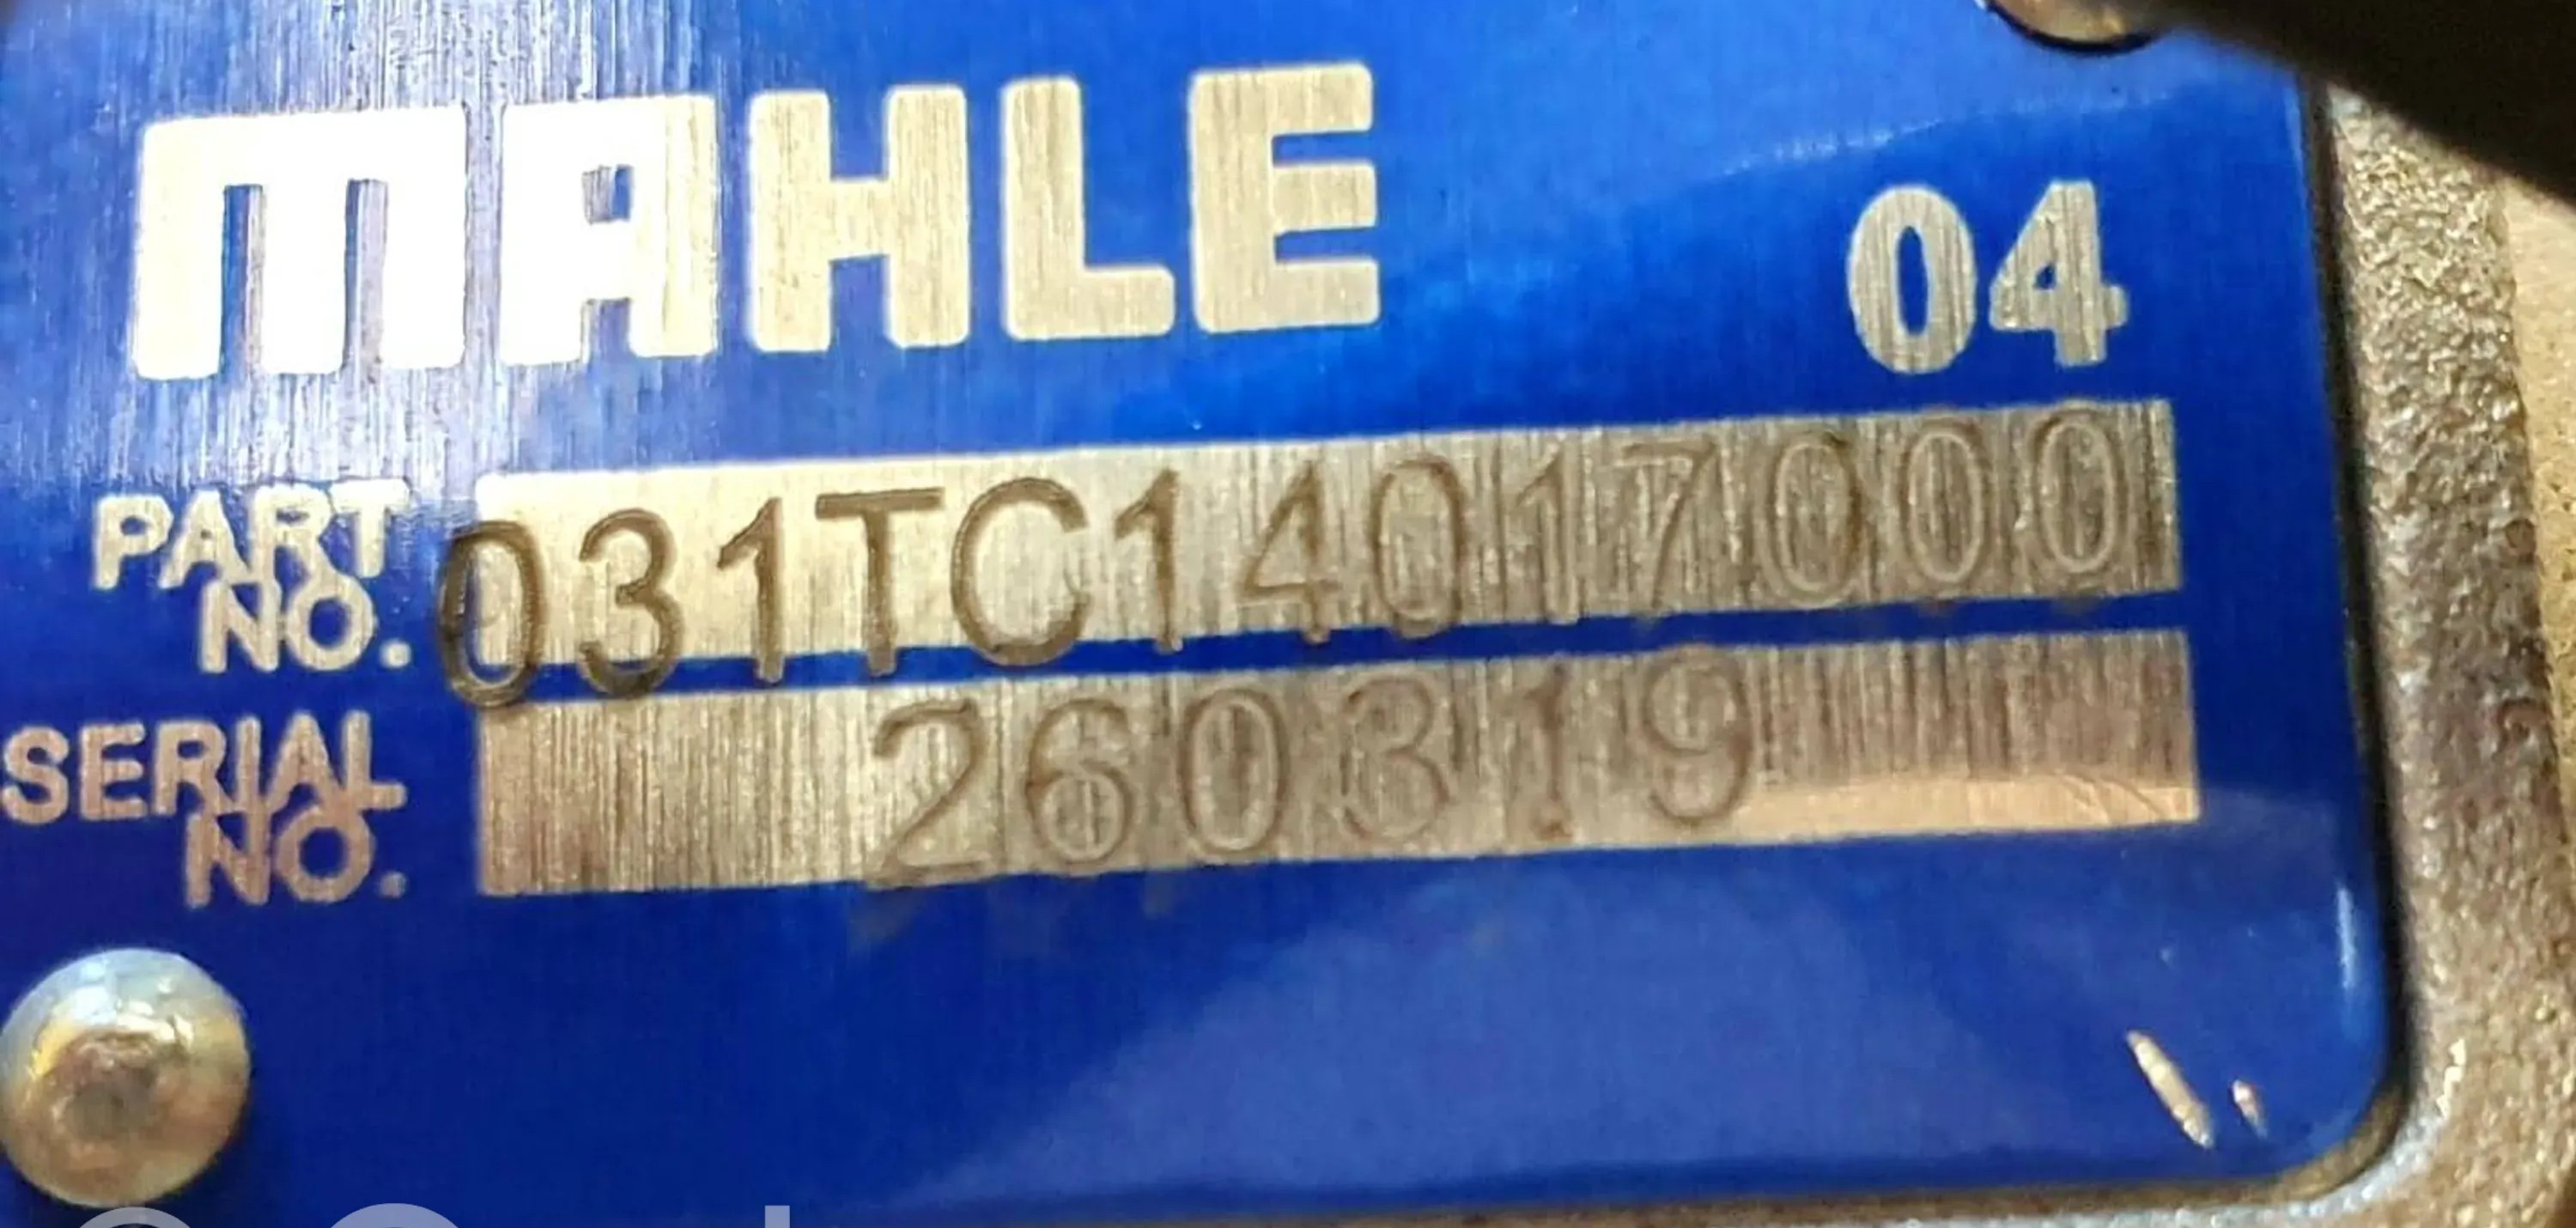 MAHLE
04
PART NO. 031TC14017000
SERIAL NO. 260319